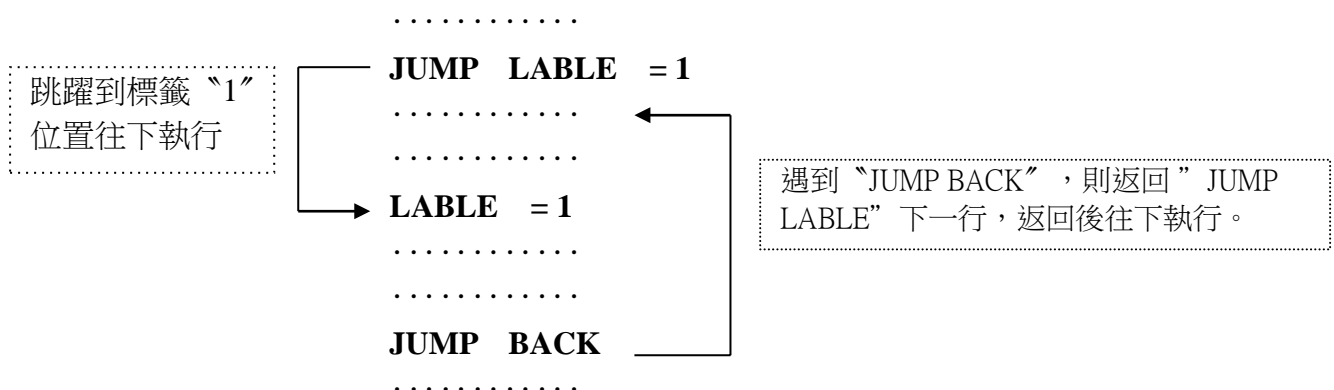 ............
JUMP LABLE = 1
跳躍到標籤〝1〞
位置往下執行
............
............
LABLE = 1
遇到〝JUMP BACK〞,則返回 ” JUMP
LABLE” 下一行,返回後往下執行。
............
............
JUMP BACK
............